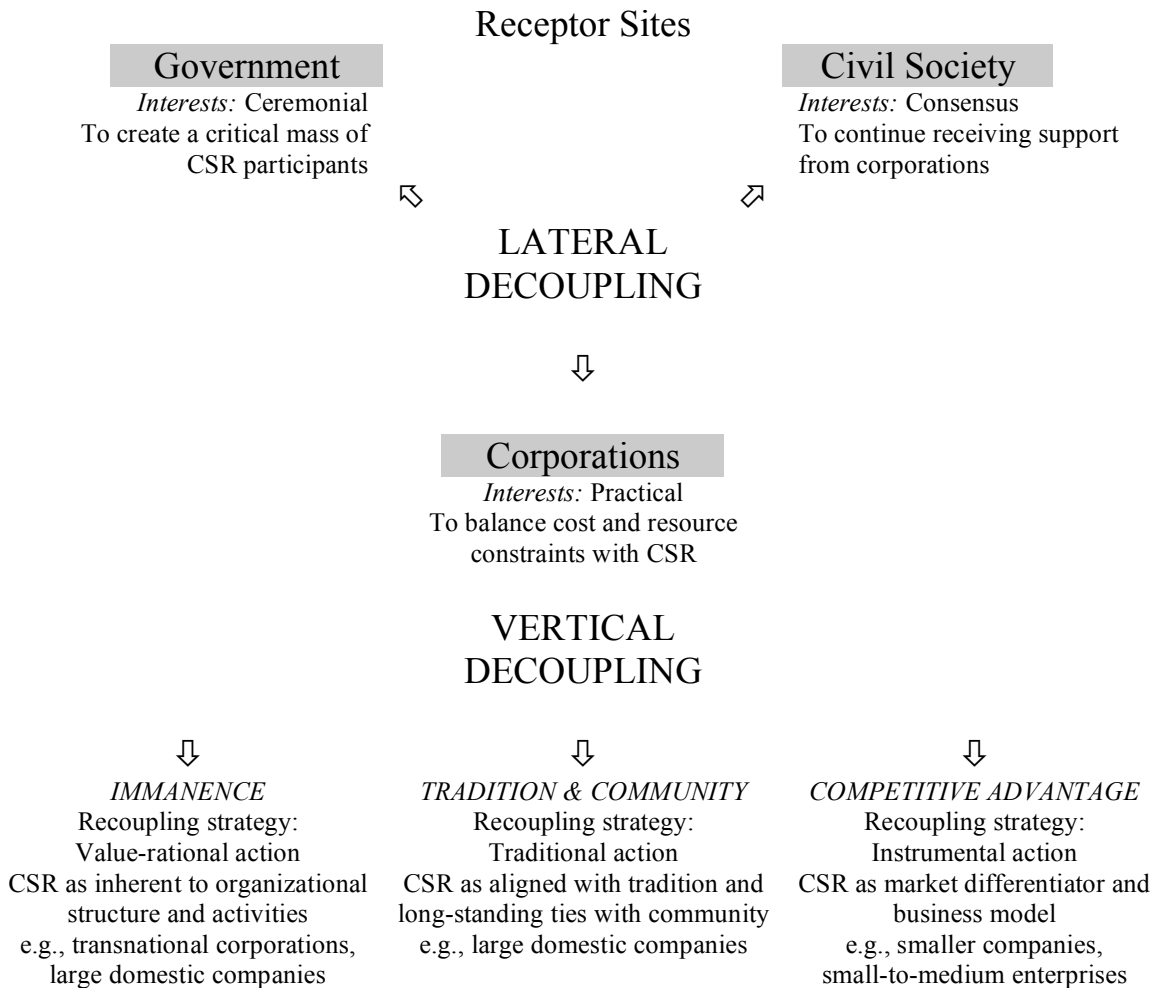 Receptor Sites
Government
Interests: Ceremonial
To create a critical mass of
CSR participants
Civil Society
Interests: Consensus
To continue receiving support
from corporations
LATERAL
DECOUPLING
Corporations
Interests: Practical
To balance cost and resource
constraints with CSR
VERTICAL
DECOUPLING
IMMANENCE
Recoupling strategy:
Value-rational action
CSR as inherent to organizational
structure and activities
e.g., transnational corporations,
large domestic companies
TRADITION & COMMUNITY
Recoupling strategy:
Traditional action
CSR as aligned with tradition and
long-standing ties with community
e.g., large domestic companies
COMPETITIVE ADVANTAGE
Recoupling strategy:
Instrumental action
CSR as market differentiator and
business model
e.g., smaller companies,
small-to-medium enterprises